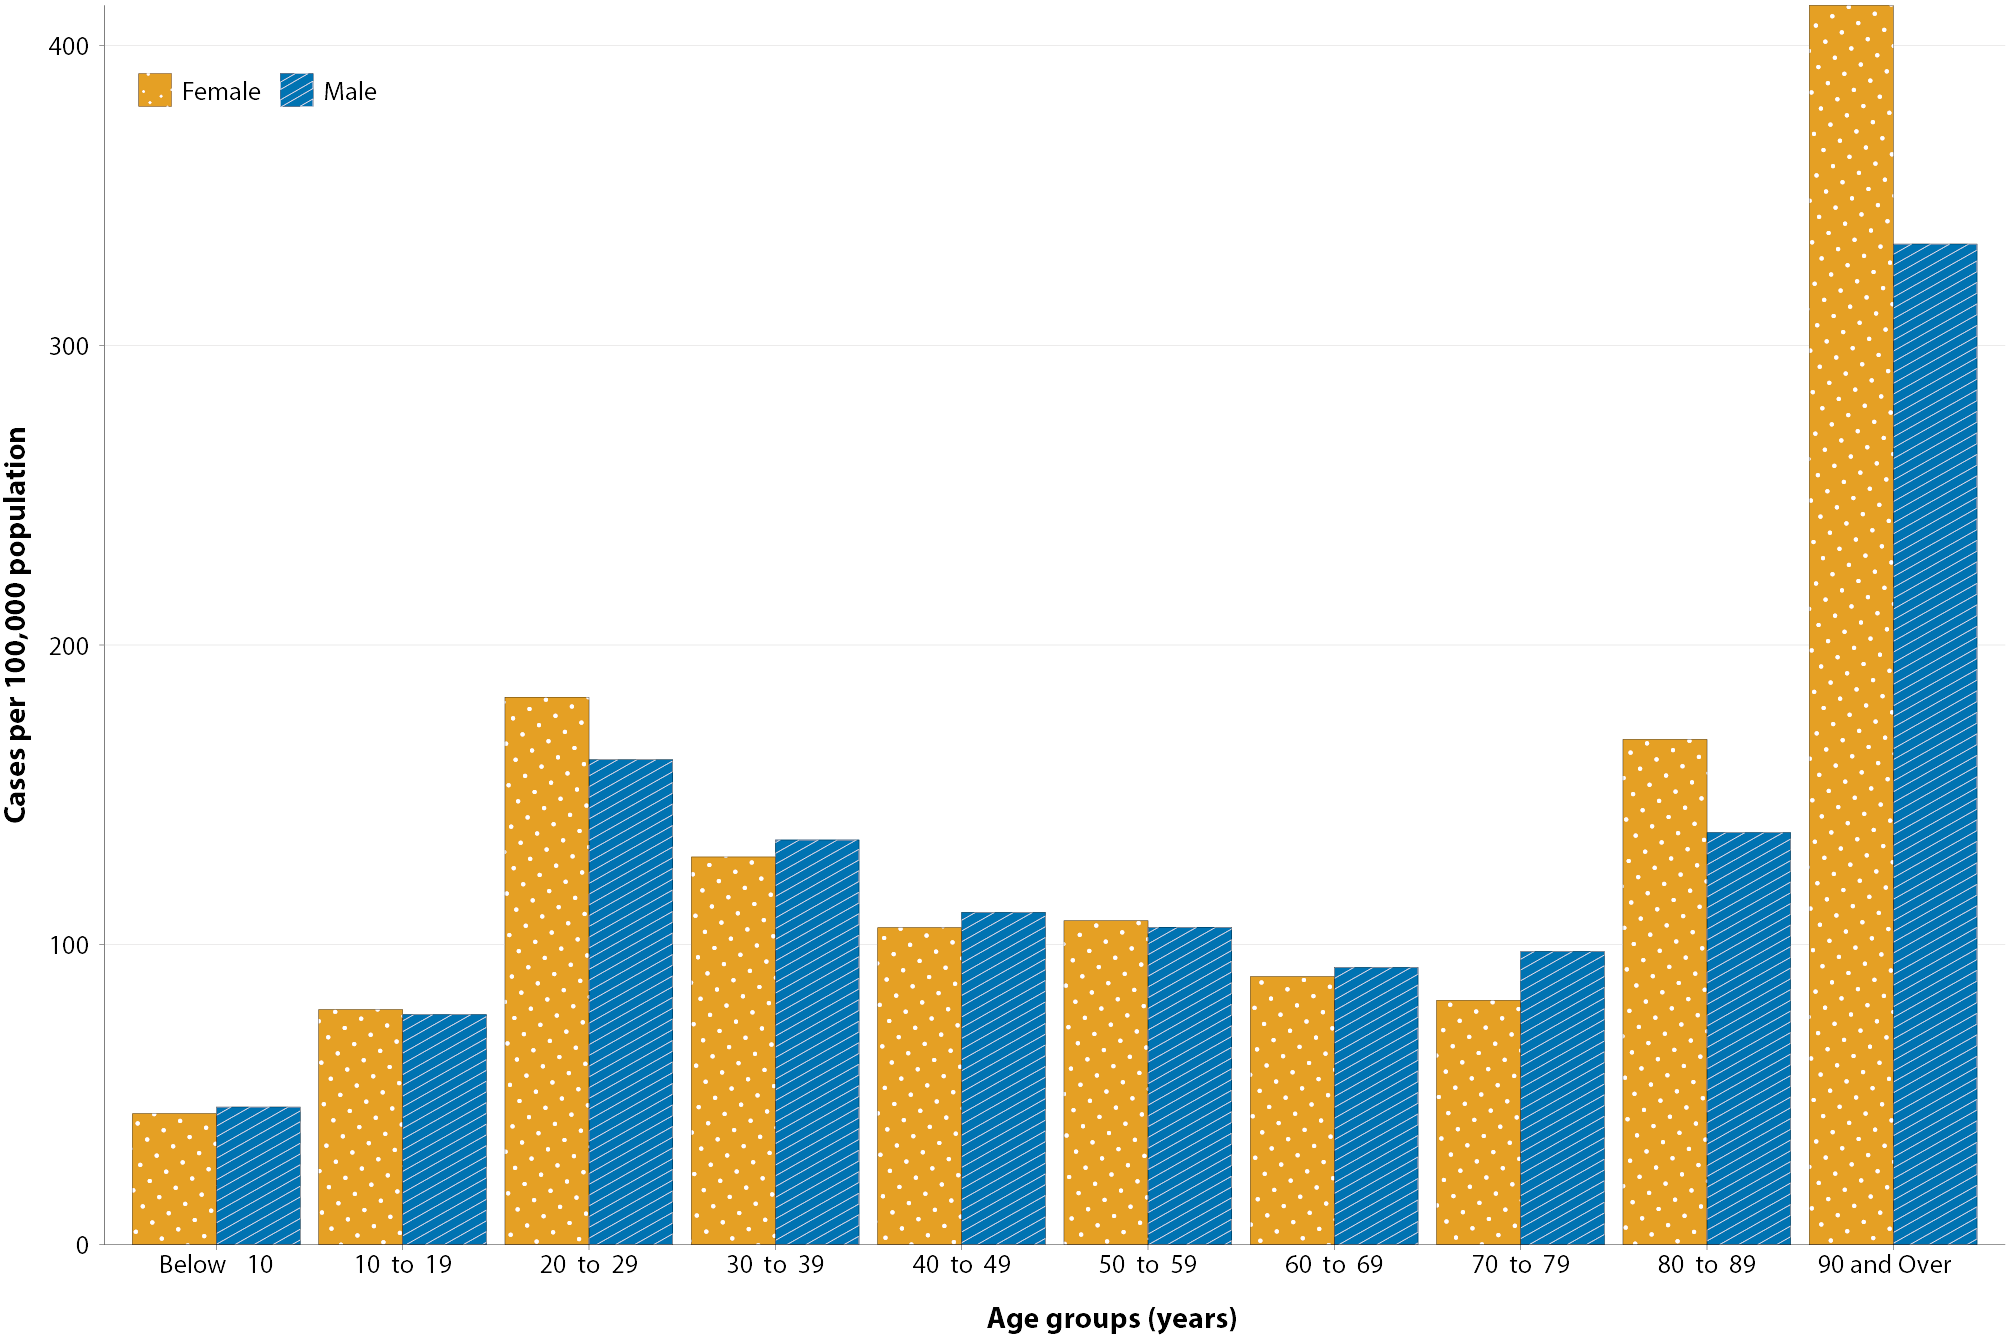 400
Female Male
300
200
100
0
Cases per 100,000 population
Below 10 10 to 19 20 to 29 30 to 39 40 to 49 50 to 59 60 to 69 70 to 79 80 to 89 90 and Over
Age groups (years)